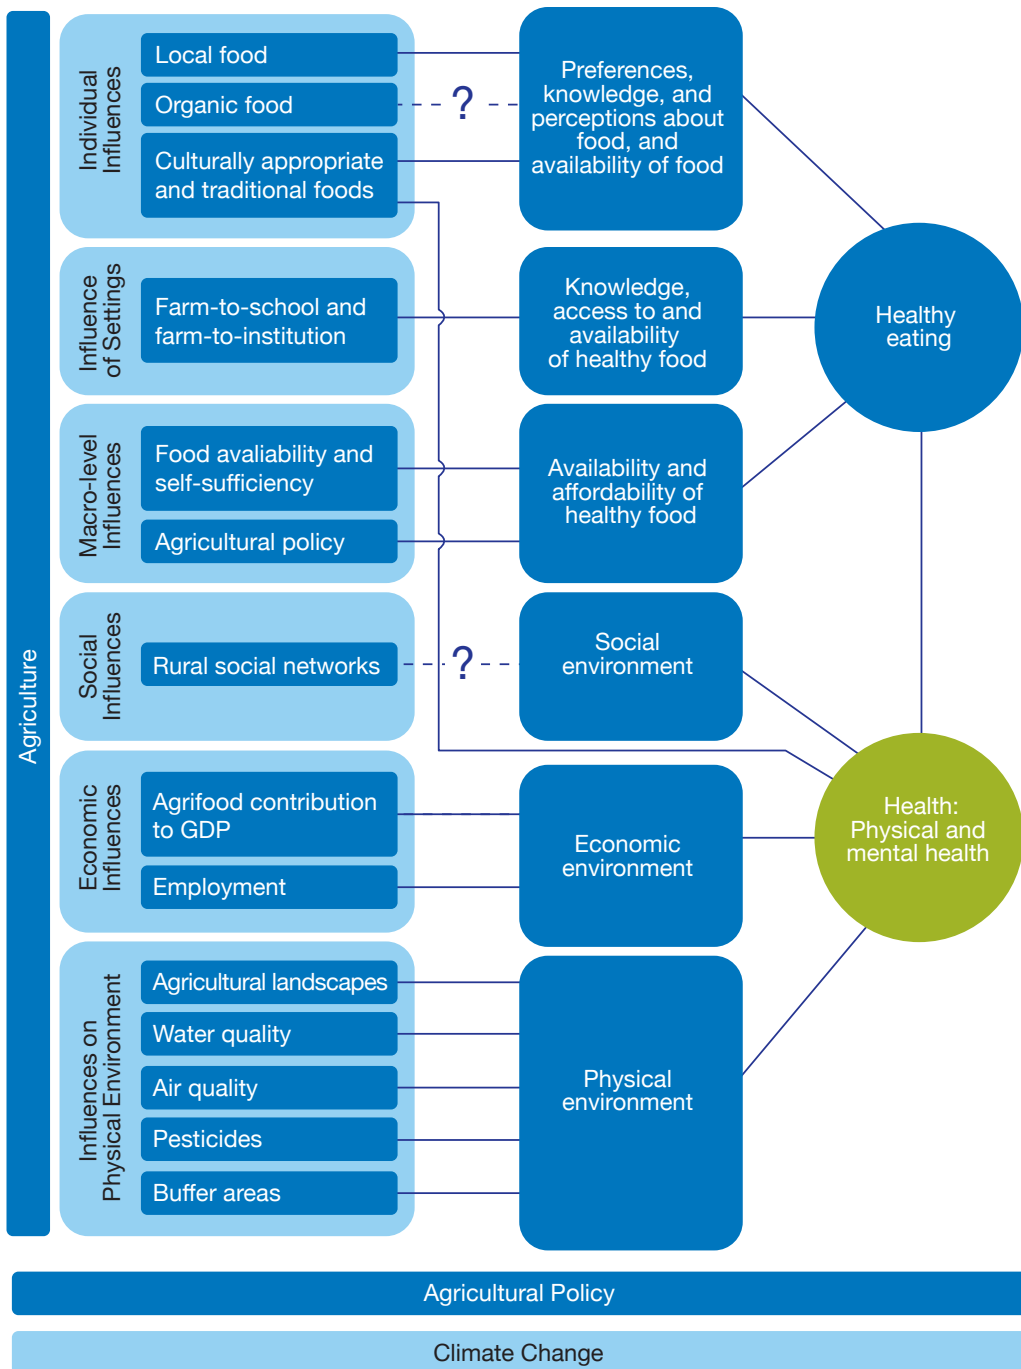 Agriculture
Individual
Influences
Local food
Organic food
Culturally appropriate
and traditional foods
?
Preferences,
knowledge, and
perceptions about
food, and
availability of food
Influence
of Settings
Farm-to-school and
farm-to-institution
Knowledge,
access to and
availability
of healthy food
Healthy
eating
Macro-level
Influences
Food avaliability and
self-sufficiency
Agricultural policy
Availability and
affordability of
healthy food
Social
Influences
Rural social networks
?
Social
environment
Economic
Influences
Agrifood contribution
to GDP
Employment
Economic
environment
Health:
Physical and
mental health
Influences on
Physical Environment
Agricultural landscapes
Water quality
Air quality
Pesticides
Buffer areas
Physical
environment
Agricultural Policy
Climate Change